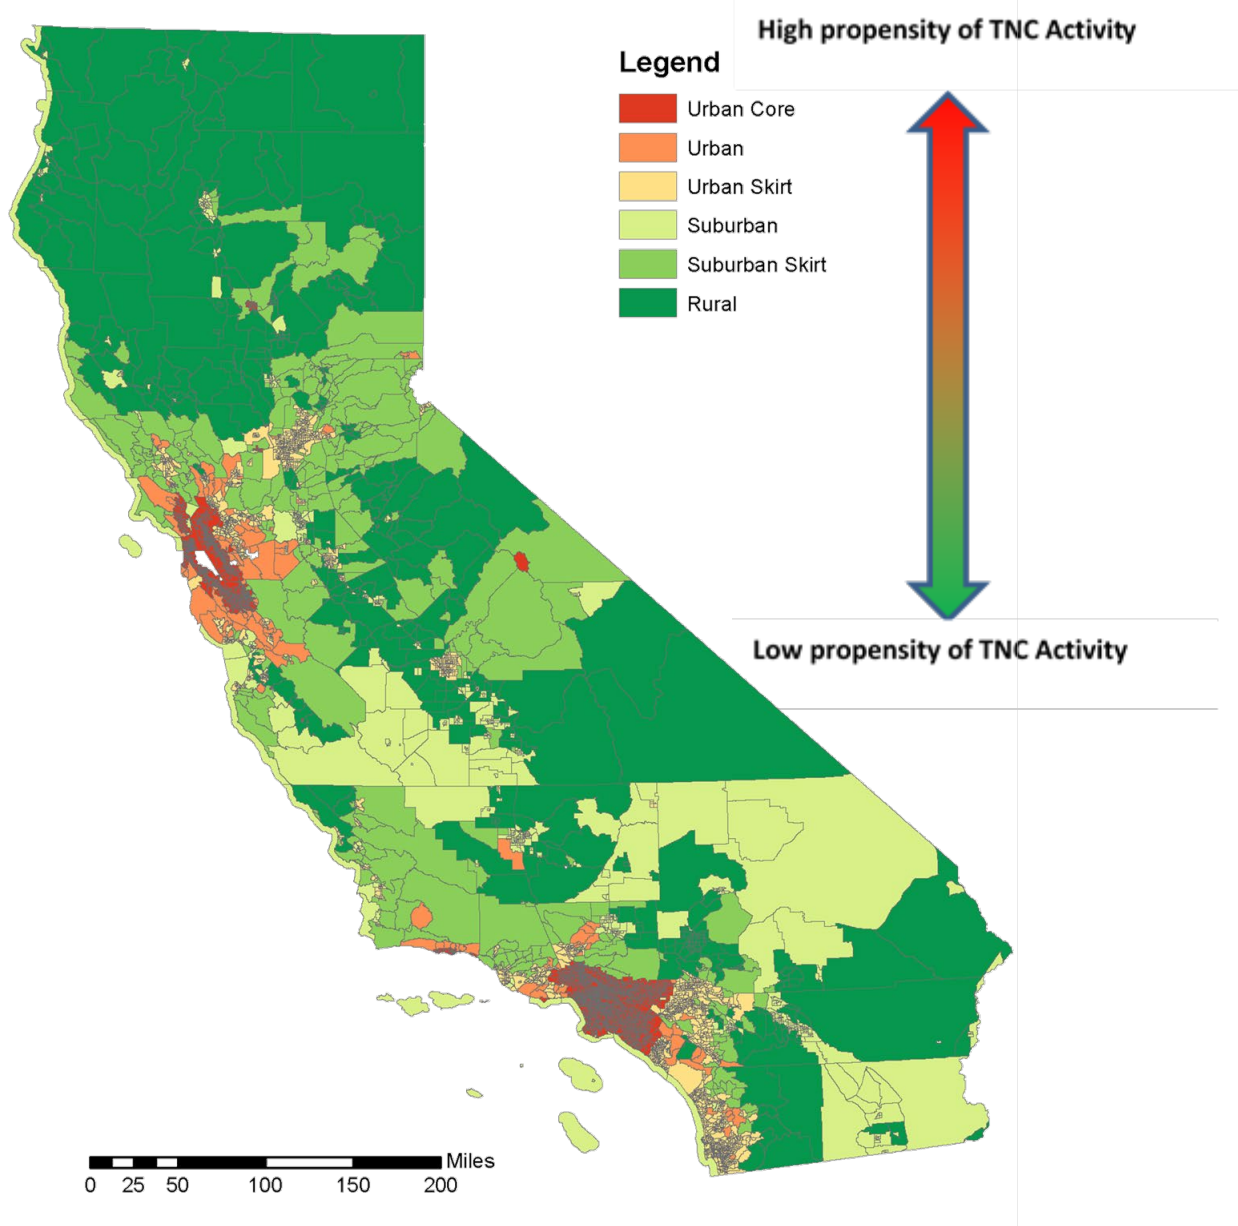 High propensity of TNC Activity
Legend
Urban Core
Urban
Urban Skirt
Suburban
Suburban Skirt
Rural
Low propensity of TNC Activity
Miles
0 25 50 100 150 200